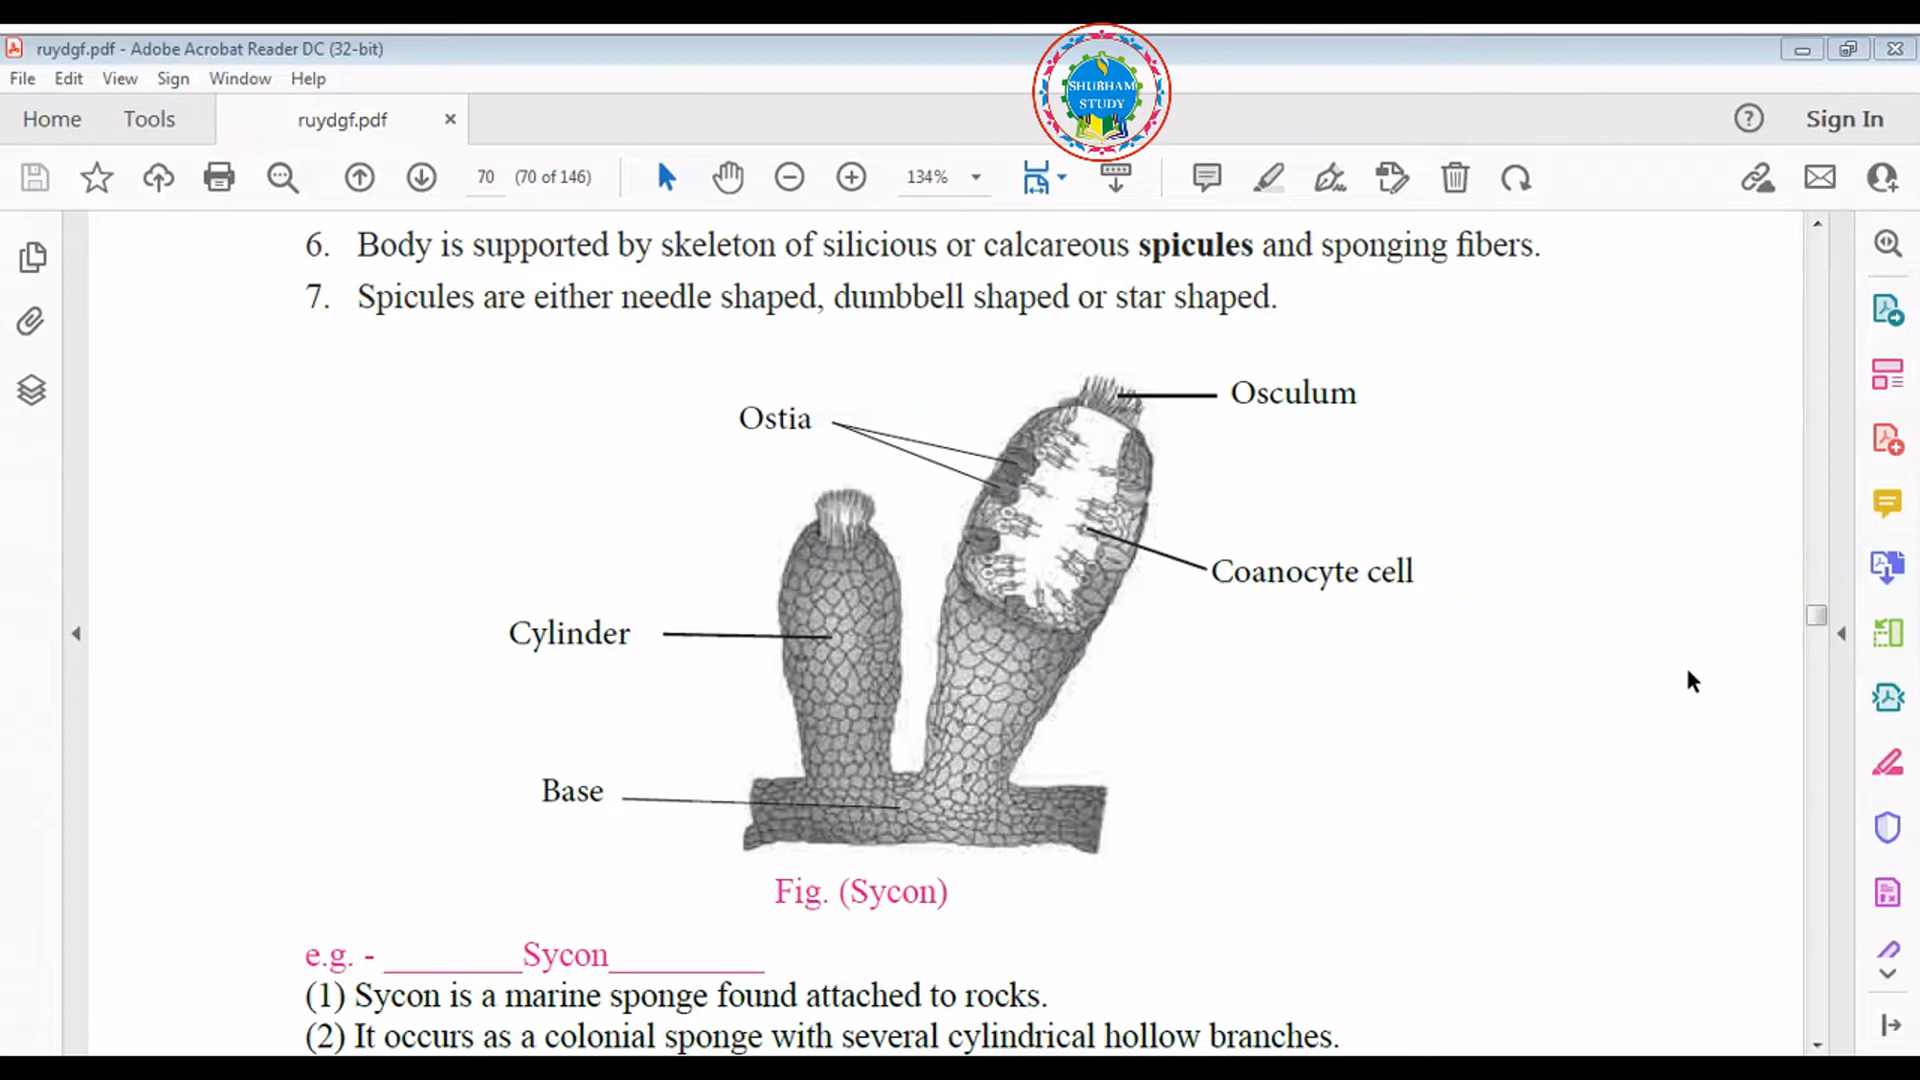 ruydgf.pdf - Adobe Acrobat Reader DC (32-bit)
File Edit View Sign Window Help
SHUBHAM
STUDY
Home Tools ruydgf.pdf Sign In
70 (70 of 146) 134%
6. Body is supported by skeleton of silicious or calcareous spicules and sponging fibers.
7. Spicules are either needle shaped, dumbbell shaped or star shaped.
Osculum
Ostia
Coanocyte cell
Cylinder
Base
Fig. (Sycon)
e.g. - ________Sycon_________
(1) Sycon is a marine sponge found attached to rocks.
(2) It occurs as a colonial sponge with several cylindrical hollow branches.